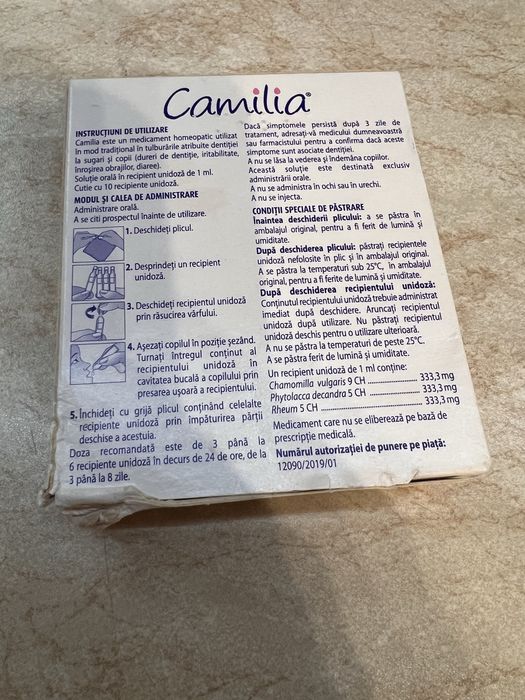 Camilia®
INSTRUCȚIUNI DE UTILIZARE
Camilia este un medicament homeopatic utilizat
în mod tradițional în tulburările atribuite dentiției
la sugari și copii (dureri de dentiție, iritabilitate,
înroșirea obrajilor, diaree).
Soluție orală în recipient unidoză de 1 ml.
Cutie cu 10 recipiente unidoză.
MODUL ȘI CALEA DE ADMINISTRARE
Administrare orală.
A se citi prospectul înainte de utilizare.
1. Deschideți plicul.
2. Desprindeți un recipient
unidoză.
3. Deschideți recipientul unidoză
prin răsucirea vârfului.
4. Așezați copilul în poziție șezând.
Turnați întregul conținut al
recipientului unidoză în
cavitatea bucală a copilului prin
presarea ușoară a recipientului.
5. Închideți cu grijă plicul conținând celelalte
recipiente unidoză prin împăturirea părții
deschise a acestuia.
Doza recomandată este de 3 până la
6 recipiente unidoză în decurs de 24 de ore, de la
3 până la 8 zile.
Dacă simptomele persistă după 3 zile de
tratament, adresați-vă medicului dumneavoastră
sau farmacistului pentru a confirma dacă aceste
simptome sunt asociate dentiției.
A nu se lăsa la vederea și îndemâna copiilor.
Această soluție este destinată exclusiv
administrării orale.
A nu se administra în ochi sau în urechi.
A nu se injecta.
CONDIȚII SPECIALE DE PĂSTRARE
Înaintea deschiderii plicului: a se păstra în
ambalajul original, pentru a fi ferit de lumină și
umiditate.
După deschiderea plicului: păstrați recipientele
unidoză nefolosite în plic și în ambalajul original.
A se păstra la temperaturi sub 25°C, în ambalajul
original, pentru a fi ferite de lumină și umiditate.
După deschiderea recipientului unidoză:
Conținutul recipientului unidoză trebuie administrat
imediat după deschidere. Aruncați recipientul
unidoză după utilizare. Nu păstrați recipientul
unidoză deschis pentru o utilizare ulterioară.
A nu se păstra la temperaturi de peste 25°C.
A se păstra ferit de lumină și umiditate.
Un recipient unidoză de 1 ml conține:
Chamomilla vulgaris 9 CH ........ 333,3 mg
Phytolacca decandra 5 CH ........ 333,3 mg
Rheum 5 CH ........ 333,3 mg
Medicament care nu se eliberează pe bază de
prescripție medicală.
Numărul autorizației de punere pe piață:
12090/2019/01